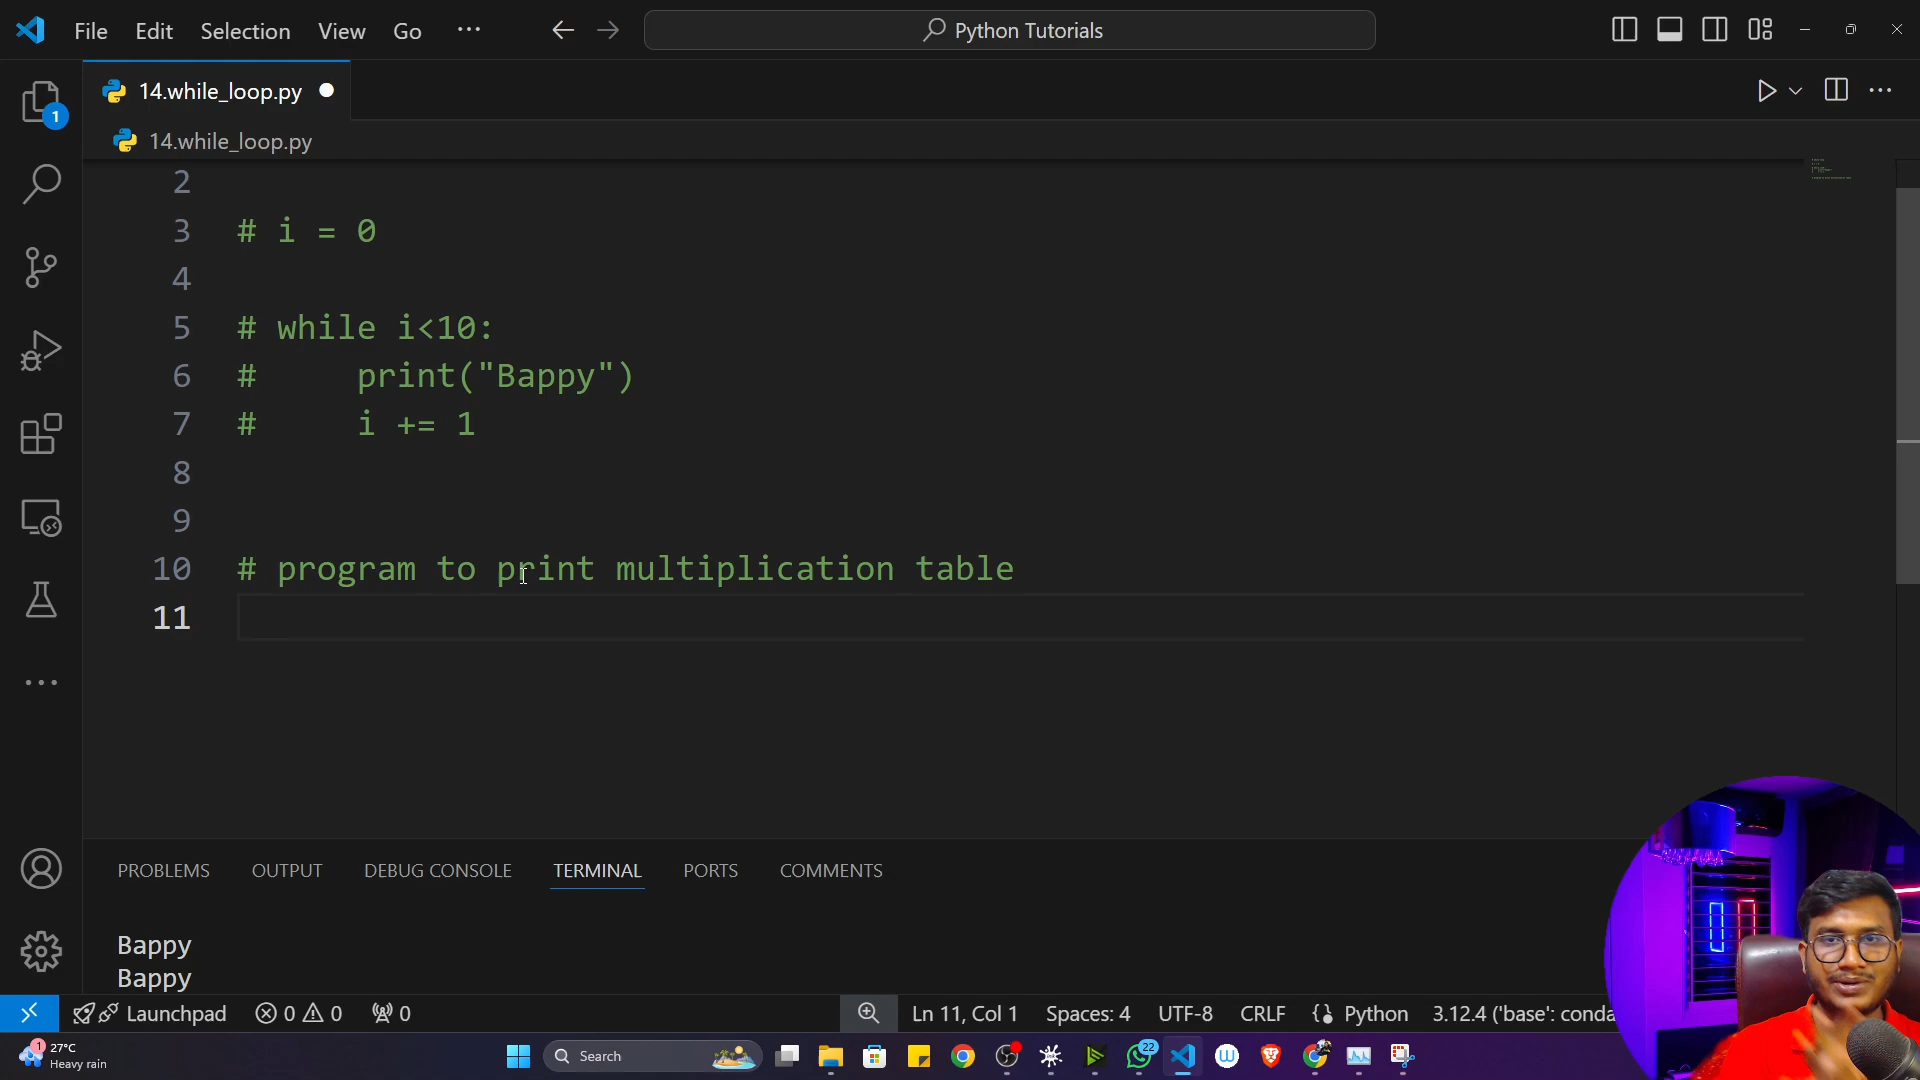 File Edit Selection View Go ··· Python Tutorials
1
14.while_loop.py
14.while_loop.py
2
3 # i = 0
4
5 # while i<10:
6 #     print("Bappy")
7 #     i += 1
8
9
10 # program to print multiplication table
11
PROBLEMS OUTPUT DEBUG CONSOLE TERMINAL PORTS COMMENTS
Bappy
Bappy
Launchpad 0 0 0 Ln 11, Col 1 Spaces: 4 UTF-8 CRLF {} Python 3.12.4 ('base': conda
1 27°C
Heavy rain
Search
22